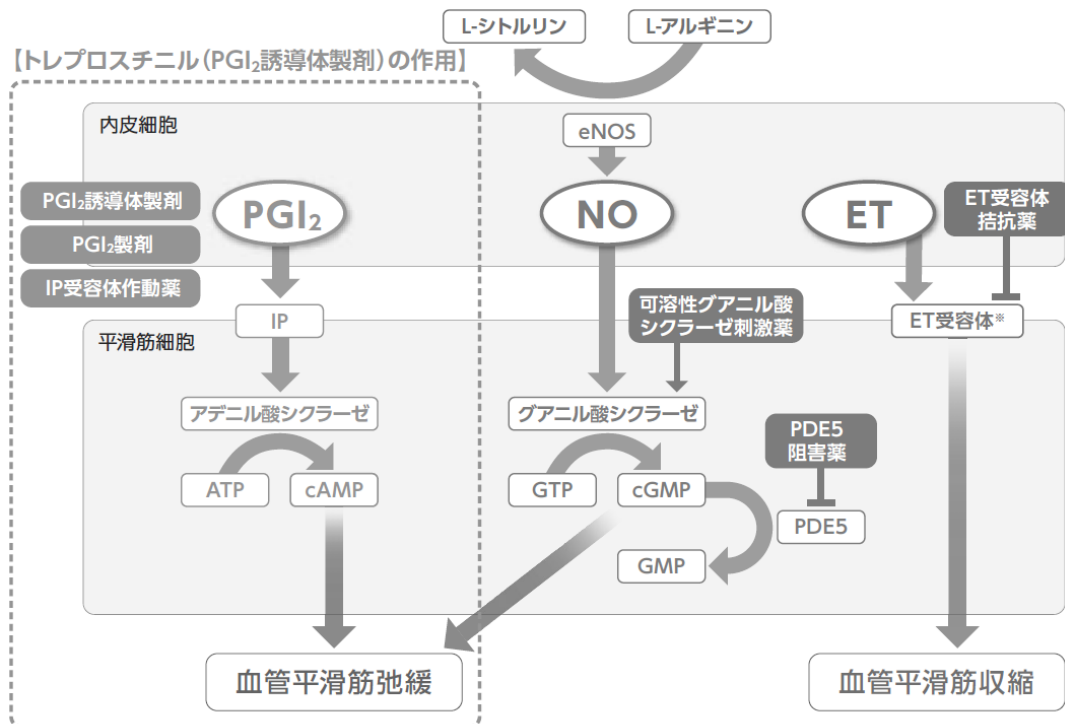 L-シトルリン
L-アルギニン
【トレプロスチニル(PGI₂誘導体製剤)の作用】
内皮細胞
eNOS
PGI₂誘導体製剤
PGI₂製剤
IP受容体作動薬
PGI₂
NO
ET
ET受容体
拮抗薬
IP
可溶性グアニル酸
シクラーゼ刺激薬
ET受容体※
平滑筋細胞
アデニル酸シクラーゼ
グアニル酸シクラーゼ
PDE5
阻害薬
ATP
cAMP
GTP
cGMP
PDE5
GMP
血管平滑筋弛緩
血管平滑筋収縮